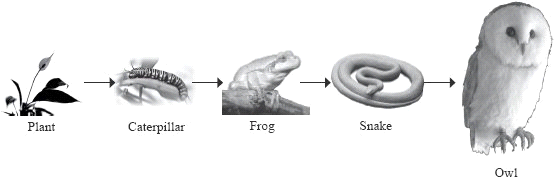 Plant
Caterpillar
Frog
Snake
Owl